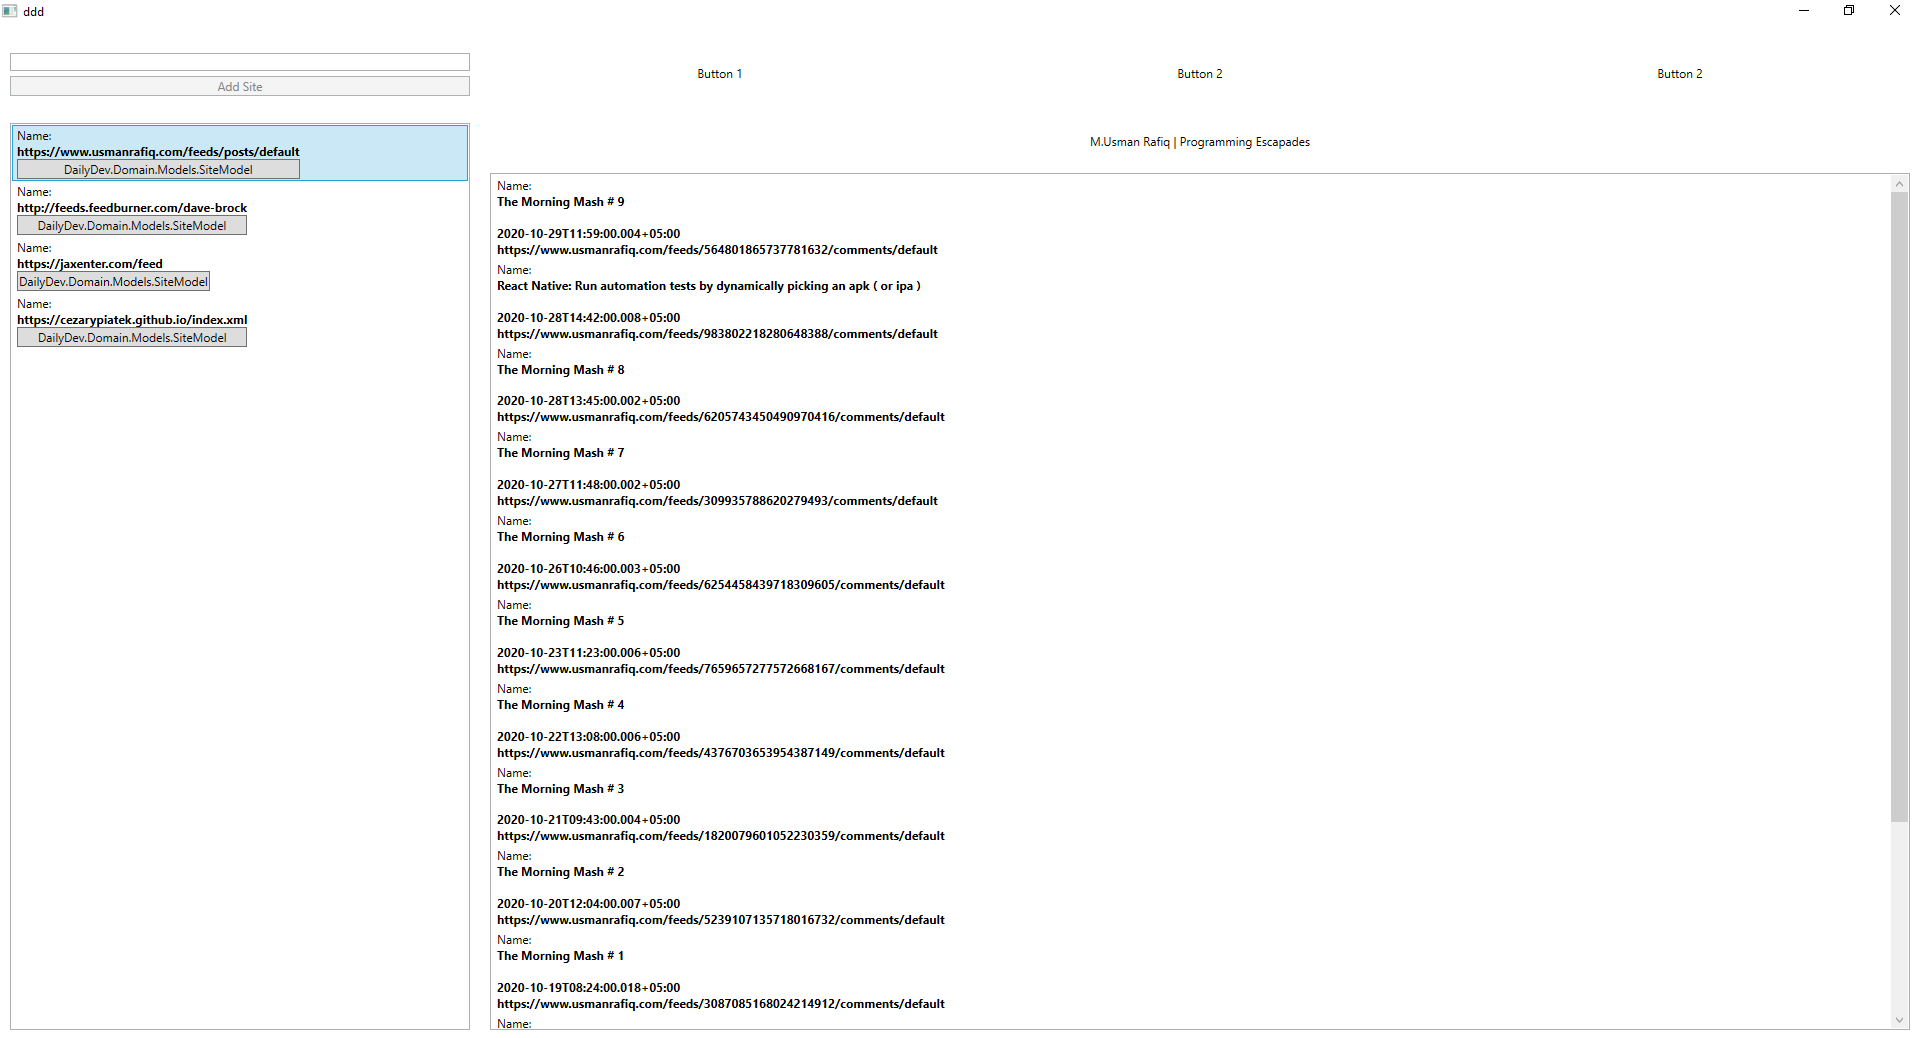 ddd
Add Site
Name:
https://www.usmanrafiq.com/feeds/posts/default
DailyDev.Domain.Models.SiteModel
Name:
http://feeds.feedburner.com/dave-brock
DailyDev.Domain.Models.SiteModel
Name:
https://jaxenter.com/feed
DailyDev.Domain.Models.SiteModel
Name:
https://cezarypiatek.github.io/index.xml
DailyDev.Domain.Models.SiteModel
Button 1
Button 2
Button 2
M.Usman Rafiq | Programming Escapades
Name:
The Morning Mash # 9
2020-10-29T11:59:00.004+05:00
https://www.usmanrafiq.com/feeds/564801865737781632/comments/default
Name:
React Native: Run automation tests by dynamically picking an apk ( or ipa )
2020-10-28T14:42:00.008+05:00
https://www.usmanrafiq.com/feeds/983802218280648388/comments/default
Name:
The Morning Mash # 8
2020-10-28T13:45:00.002+05:00
https://www.usmanrafiq.com/feeds/6205743450490970416/comments/default
Name:
The Morning Mash # 7
2020-10-27T11:48:00.002+05:00
https://www.usmanrafiq.com/feeds/309935788620279493/comments/default
Name:
The Morning Mash # 6
2020-10-26T10:46:00.003+05:00
https://www.usmanrafiq.com/feeds/6254458439718309605/comments/default
Name:
The Morning Mash # 5
2020-10-23T11:23:00.006+05:00
https://www.usmanrafiq.com/feeds/7659657277572668167/comments/default
Name:
The Morning Mash # 4
2020-10-22T13:08:00.006+05:00
https://www.usmanrafiq.com/feeds/4376703653954387149/comments/default
Name:
The Morning Mash # 3
2020-10-21T09:43:00.004+05:00
https://www.usmanrafiq.com/feeds/1820079601052230359/comments/default
Name:
The Morning Mash # 2
2020-10-20T12:04:00.007+05:00
https://www.usmanrafiq.com/feeds/5239107135718016732/comments/default
Name:
The Morning Mash # 1
2020-10-19T08:24:00.018+05:00
https://www.usmanrafiq.com/feeds/3087085168024214912/comments/default
Name: